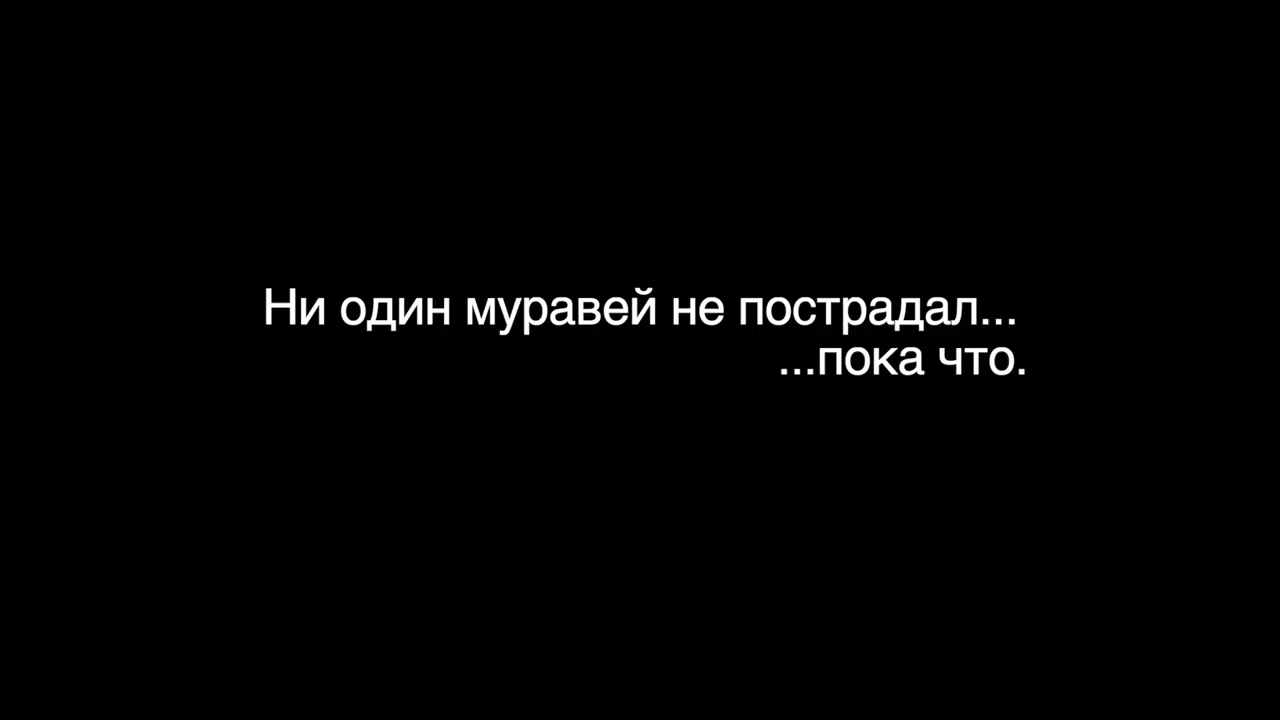 Ни один муравей не пострадал...
...пока что.